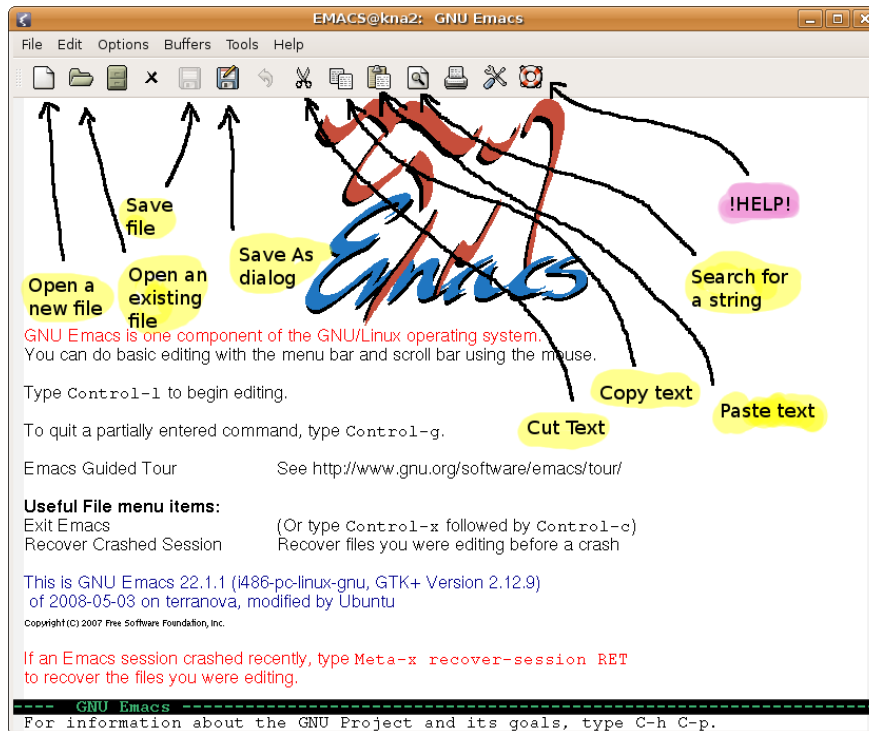 EMACS@kna2: GNU Emacs
File Edit Options Buffers Tools Help
!HELP!
Save
file
Save As
dialog
Search for
a string
Open a
new file
Open an
existing
file
Emacs
GNU Emacs is one component of the GNU/Linux operating system.
You can do basic editing with the menu bar and scroll bar using the mouse.
Copy text
Paste text
Cut Text
Type Control-l to begin editing.
To quit a partially entered command, type Control-g.
Emacs Guided Tour See http://www.gnu.org/software/emacs/tour/
Useful File menu items:
Exit Emacs (Or type Control-x followed by Control-c)
Recover Crashed Session Recover files you were editing before a crash
This is GNU Emacs 22.1.1 (i486-pc-linux-gnu, GTK+ Version 2.12.9)
of 2008-05-03 on terranova, modified by Ubuntu
Copyright (C) 2007 Free Software Foundation, Inc.
If an Emacs session crashed recently, type Meta-x recover-session RET
to recover the files you were editing.
---- GNU Emacs ----
For information about the GNU Project and its goals, type C-h C-p.